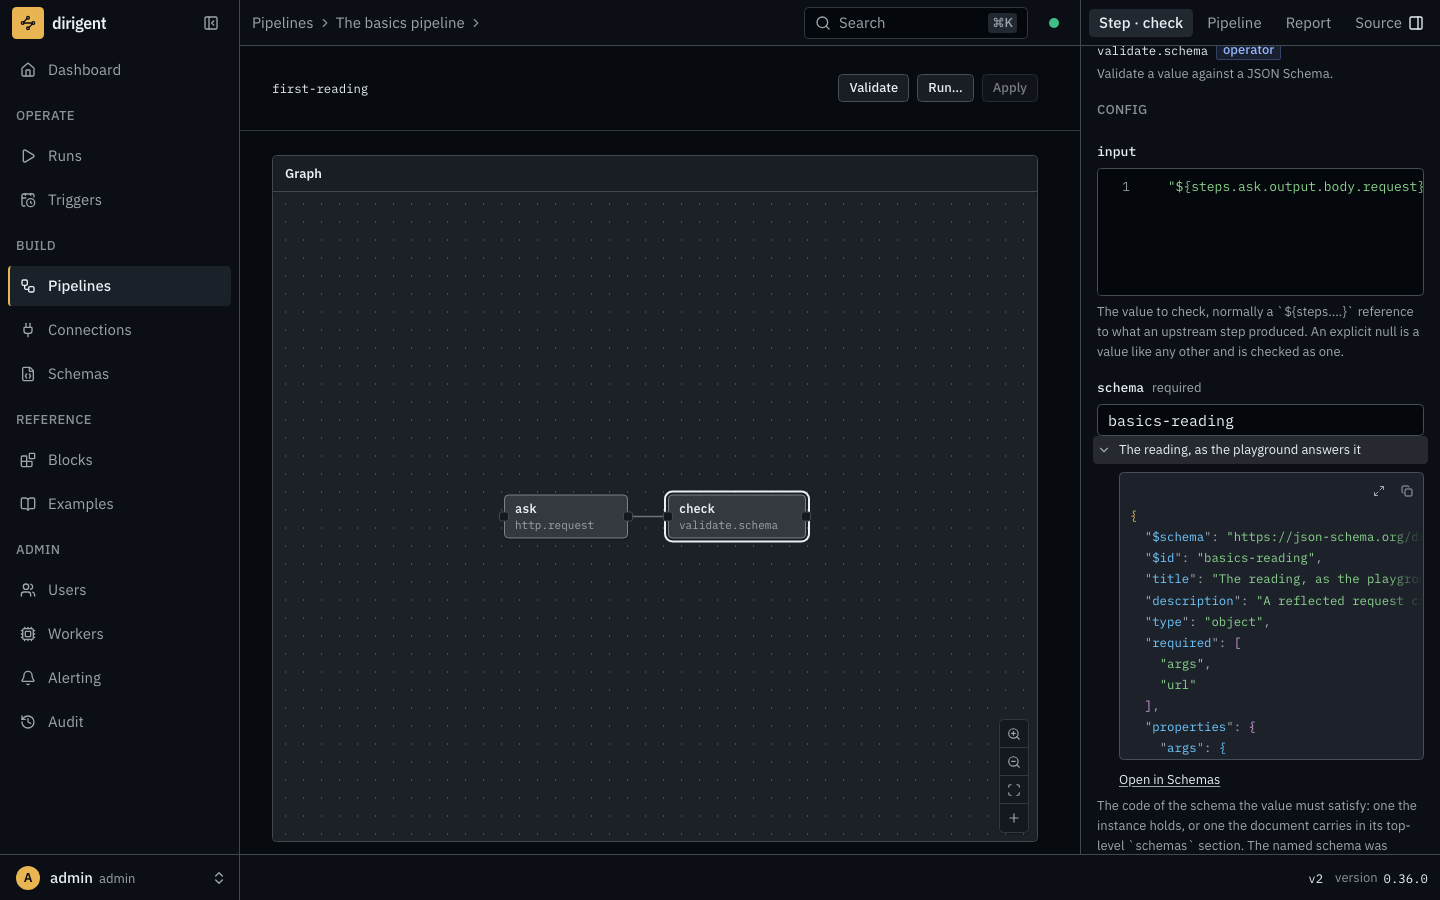 dirigent
Dashboard
OPERATE
Runs
Triggers
BUILD
Pipelines
Connections
Schemas
REFERENCE
Blocks
Examples
ADMIN
Users
Workers
Alerting
Audit
A admin admin
Pipelines > The basics pipeline >
Search ⌘K
first-reading
Validate Run... Apply
Graph
ask
http.request
check
validate.schema
Step · check Pipeline Report Source
validate.schema operator
Validate a value against a JSON Schema.
CONFIG
input
1 "${steps.ask.output.body.request}
The value to check, normally a `${steps....}` reference
to what an upstream step produced. An explicit null is a
value like any other and is checked as one.
schema required
basics-reading
The reading, as the playground answers it
{
"$schema": "https://json-schema.org/d
"$id": "basics-reading",
"title": "The reading, as the playgro
"description": "A reflected request c
"type": "object",
"required": [
"args",
"url"
],
"properties": {
"args": {
Open in Schemas
The code of the schema the value must satisfy: one the
instance holds, or one the document carries in its top-
level `schemas` section. The named schema was
v2 version 0.36.0